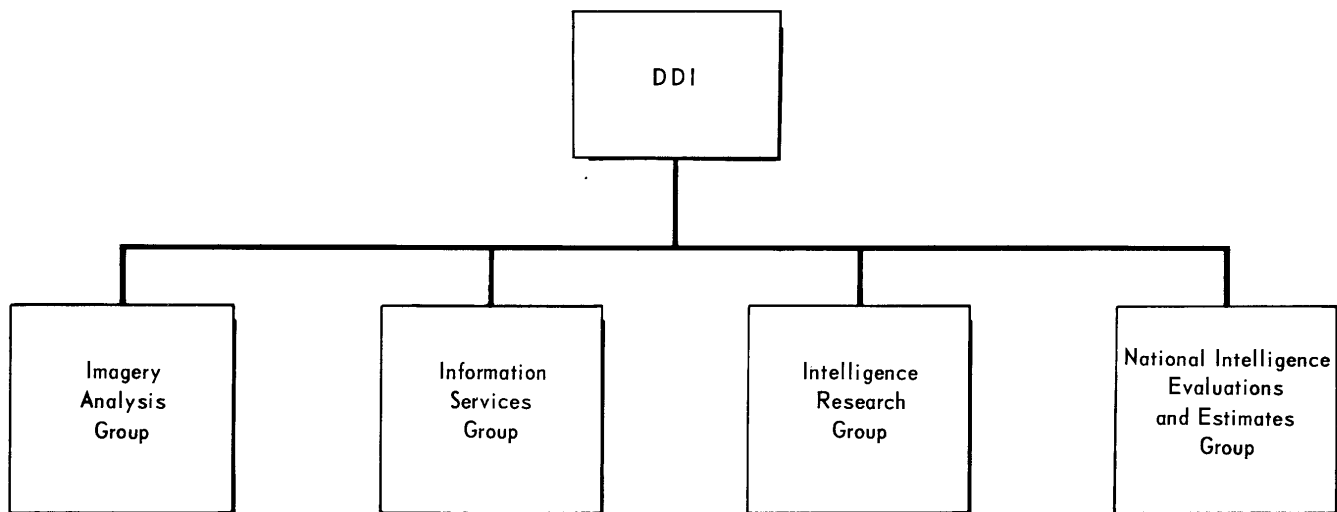 DDI
Imagery
Analysis
Group
Information
Services
Group
Intelligence
Research
Group
National Intelligence
Evaluations
and Estimates
Group